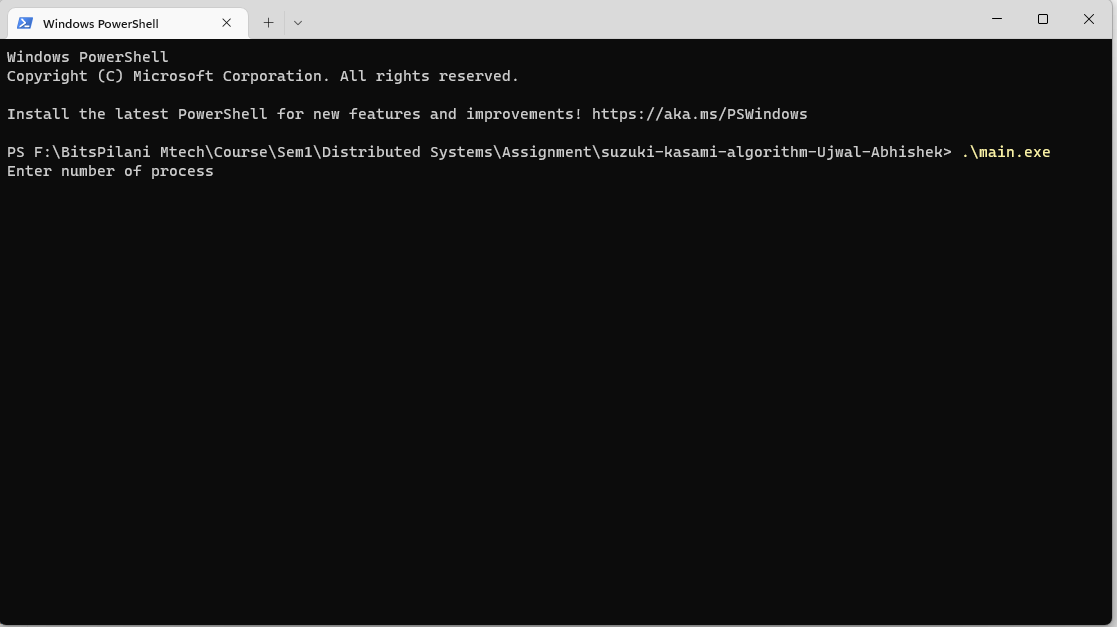 Windows PowerShell
Windows PowerShell
Copyright (C) Microsoft Corporation. All rights reserved.
Install the latest PowerShell for new features and improvements! https://aka.ms/PSWindows
PS F:\BitsPilani Mtech\Course\Sem1\Distributed Systems\Assignment\suzuki-kasami-algorithm-Ujwal-Abhishek> .\main.exe
Enter number of process